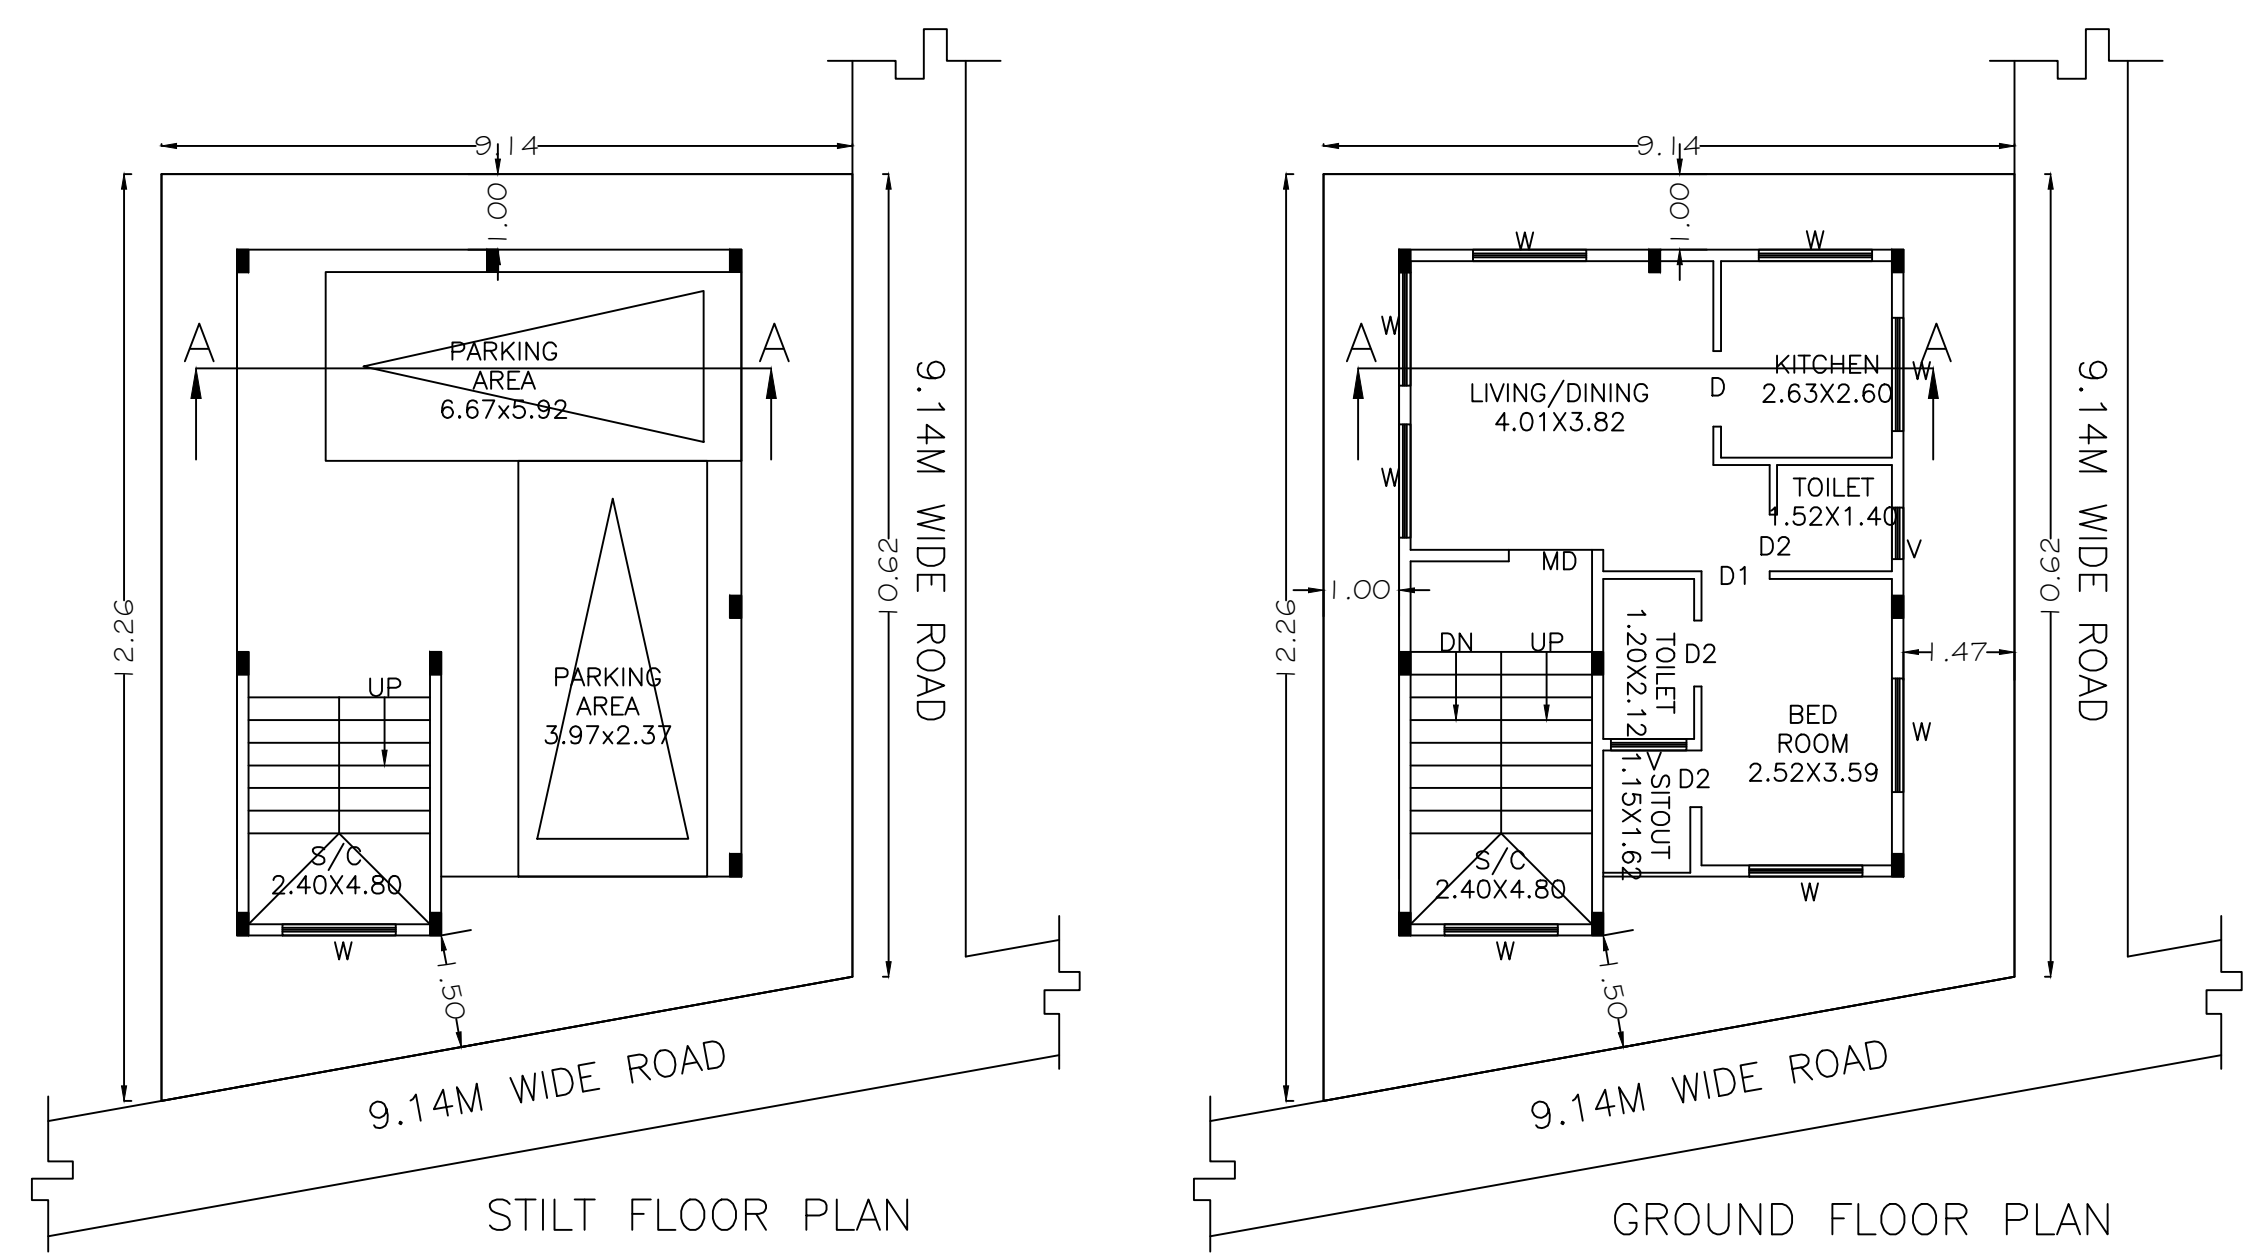 9.14
1.00
A
A
PARKING
AREA
6.67x5.92
9.14M WIDE ROAD
10.62
12.26
PARKING
AREA
3.97x2.37
UP
S/C
2.40X4.80
W
1.50
9.14M WIDE ROAD
STILT FLOOR PLAN
9.14
1.00
W
W
W
A
A
KITCHEN
2.63X2.60
W
LIVING/DINING
4.01X3.82
D
W
TOILET
1.52X1.40
D2
V
MD
D1
9.14M WIDE ROAD
10.62
1.00
12.26
DN
UP
TOILET
1.20X2.12
D2
1.47
BED
ROOM
2.52X3.59
W
V
D2
SITOUT
1.15X1.62
S/C
2.40X4.80
W
W
1.50
9.14M WIDE ROAD
GROUND FLOOR PLAN